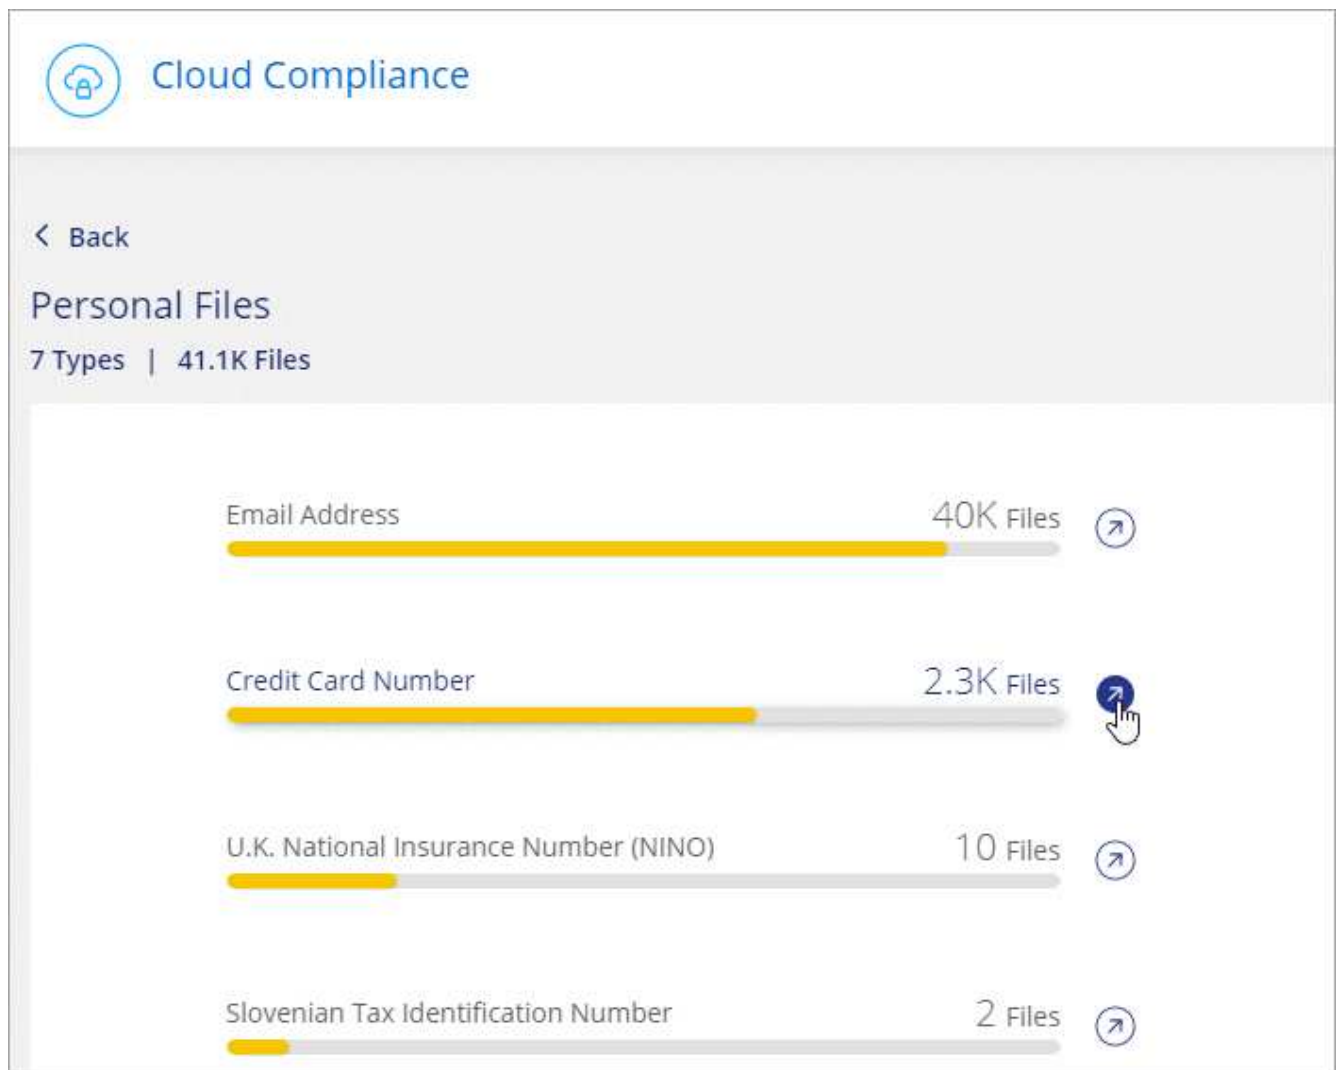 Cloud Compliance
Back
Personal Files
7 Types | 41.1K Files
Email Address 40K Files
Credit Card Number 2.3K Files
U.K. National Insurance Number (NINO) 10 Files
Slovenian Tax Identification Number 2 Files